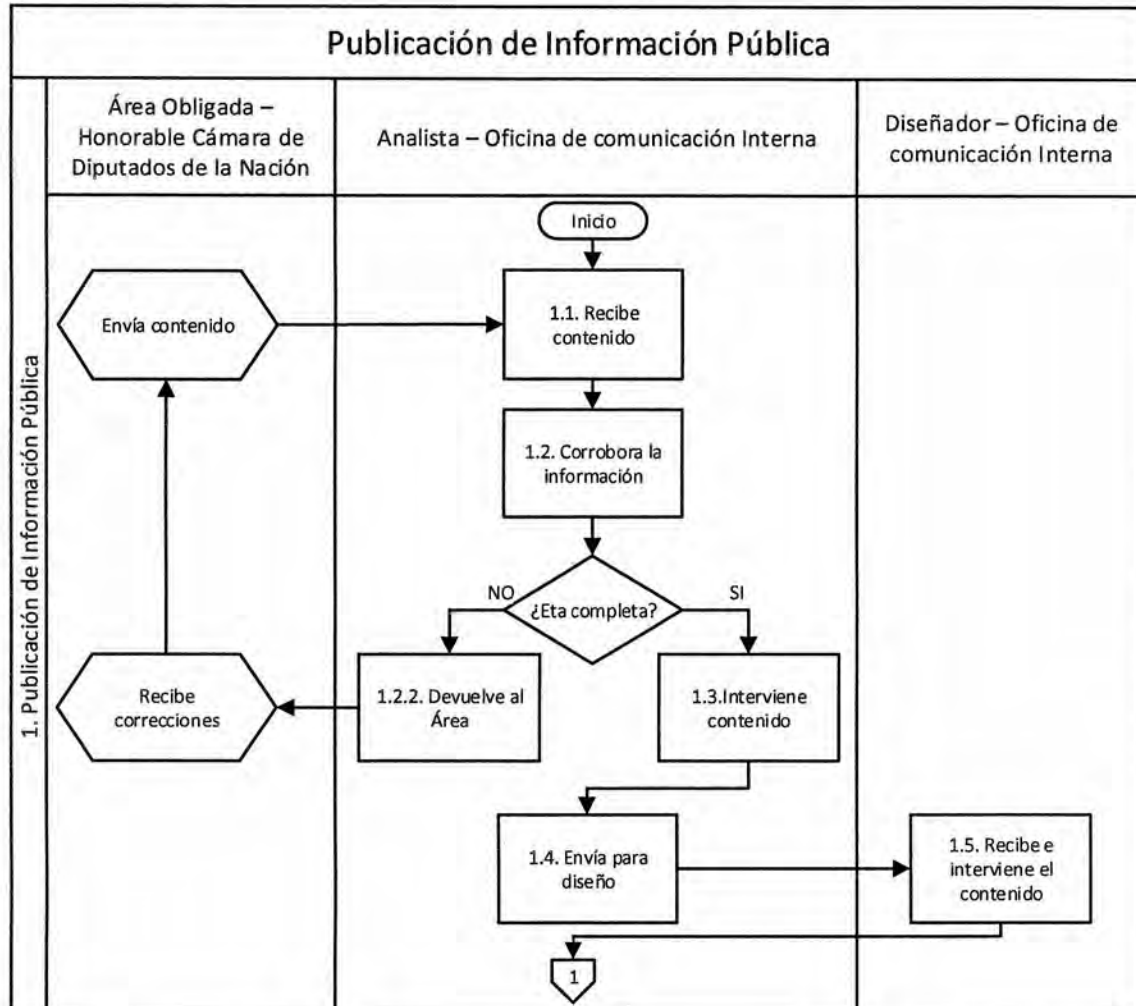 Publicación de Información Pública
Área Obligada –
Honorable Cámara de
Diputados de la Nación
Analista – Oficina de comunicación Interna
Diseñador – Oficina de
comunicación Interna
1. Publicación de Información Pública
Inicio
Envía contenido
1.1. Recibe
contenido
1.2. Corrobora la
información
¿Eta completa?
NO
SI
Recibe
correcciones
1.2.2. Devuelve al
Área
1.3.Interviene
contenido
1.4. Envía para
diseño
1.5. Recibe e
interviene el
contenido
1